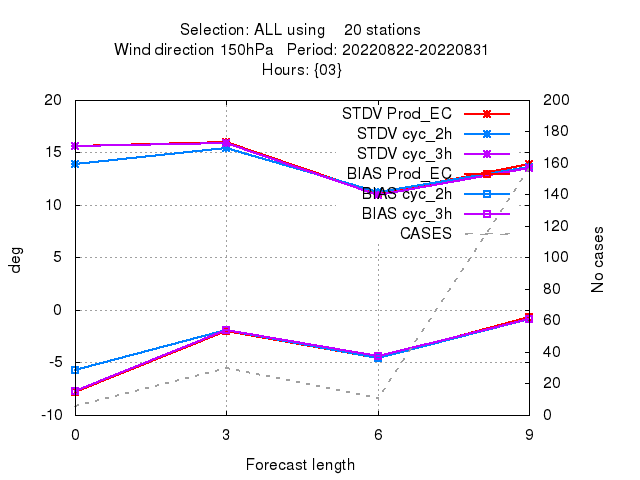 Selection: ALL using 20 stations
Wind direction 150hPa Period: 20220822-20220831
Hours: {03}
20 200
STDV Prod_EC
180
STDV cyc_2h
15 STDV cyc_3h 160
BIAS Prod_EC
140
BIAS cyc_2h
10 BIAS cyc_3h
120
CASES
deg 5 100 No cases
80
0
60
40
-5
20
-10 0
0 3 6 9
Forecast length